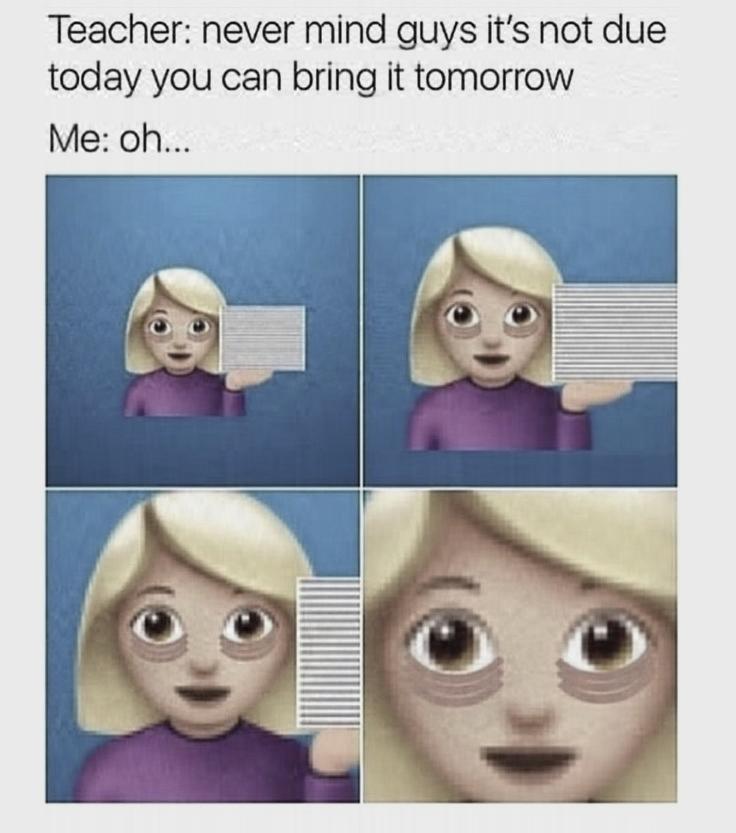 Teacher: never mind guys it's not due
today you can bring it tomorrow
Me: oh...